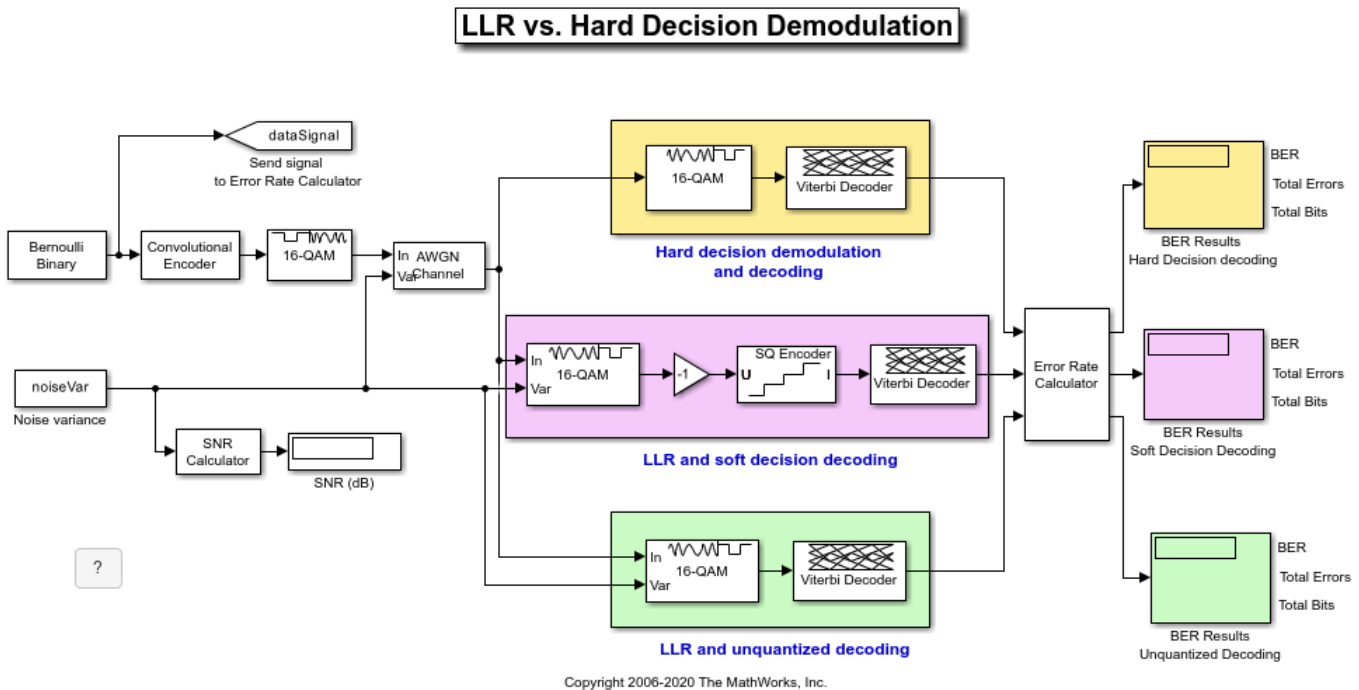 LLR vs. Hard Decision Demodulation
dataSignal
Send signal
to Error Rate Calculator
Bernoulli
Binary
Convolutional
Encoder
16-QAM
In
Var
AWGN
Channel
noiseVar
Noise variance
SNR
Calculator
SNR (dB)
?
16-QAM
Viterbi Decoder
Hard decision demodulation
and decoding
In
Var
16-QAM
-1
SQ Encoder
U
I
Viterbi Decoder
LLR and soft decision decoding
In
Var
16-QAM
Viterbi Decoder
LLR and unquantized decoding
Error Rate
Calculator
BER
Total Errors
Total Bits
BER Results
Hard Decision decoding
BER
Total Errors
Total Bits
BER Results
Soft Decision Decoding
BER
Total Errors
Total Bits
BER Results
Unquantized Decoding
Copyright 2006-2020 The MathWorks, Inc.